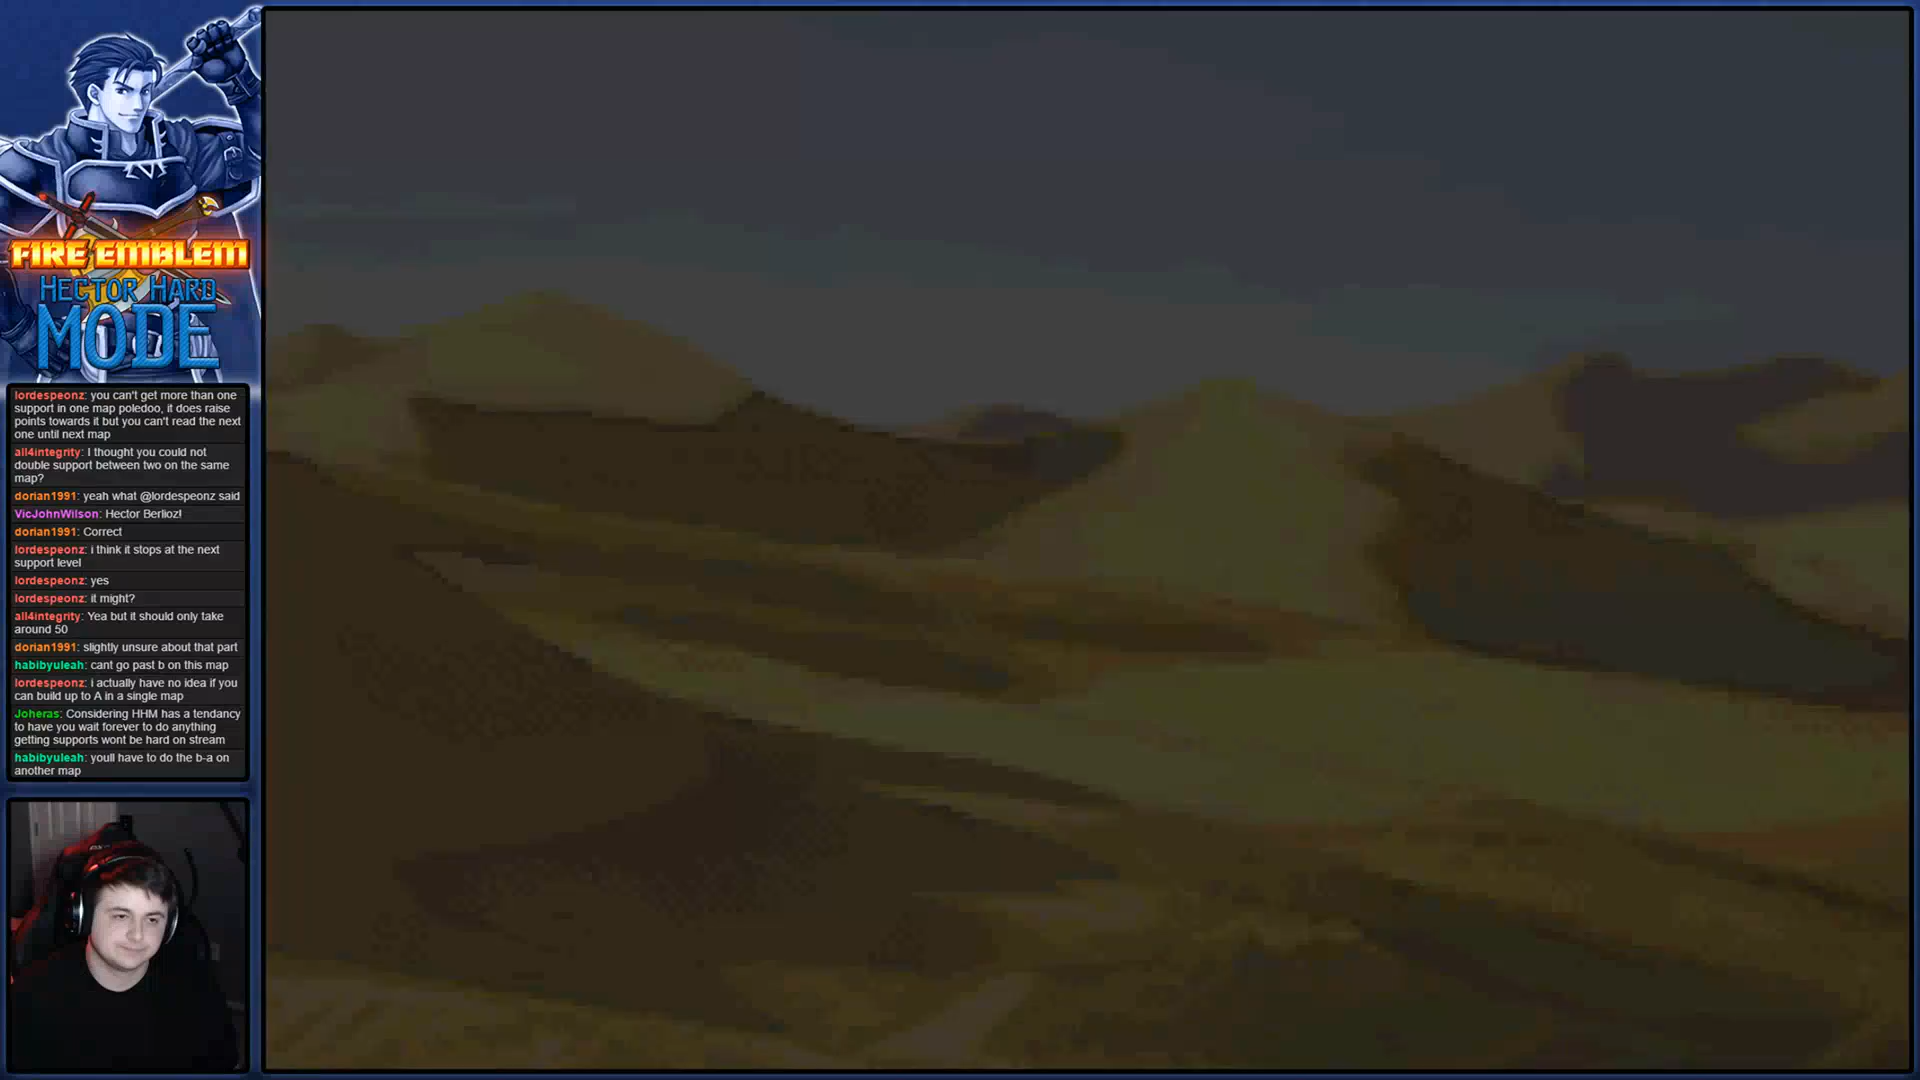 FIRE EMBLEM
HECTOR HARD
MODE
lordespeonz: you can't get more than one
support in one map poledoo, it does raise
points towards it but you can't read the next
one until next map
all4integrity: I thought you could not
double support between two on the same
map?
dorian1991: yeah what @lordespeonz said
VicJohnWilson: Hector Berlioz!
dorian1991: Correct
lordespeonz: i think it stops at the next
support level
lordespeonz: yes
lordespeonz: it might?
all4integrity: Yea but it should only take
around 50
dorian1991: slightly unsure about that part
habibyuleah: cant go past b on this map
lordespeonz: i actually have no idea if you
can build up to A in a single map
Joheras: Considering HHM has a tendancy
to have you wait forever to do anything
getting supports wont be hard on stream
habibyuleah: youll have to do the b-a on
another map